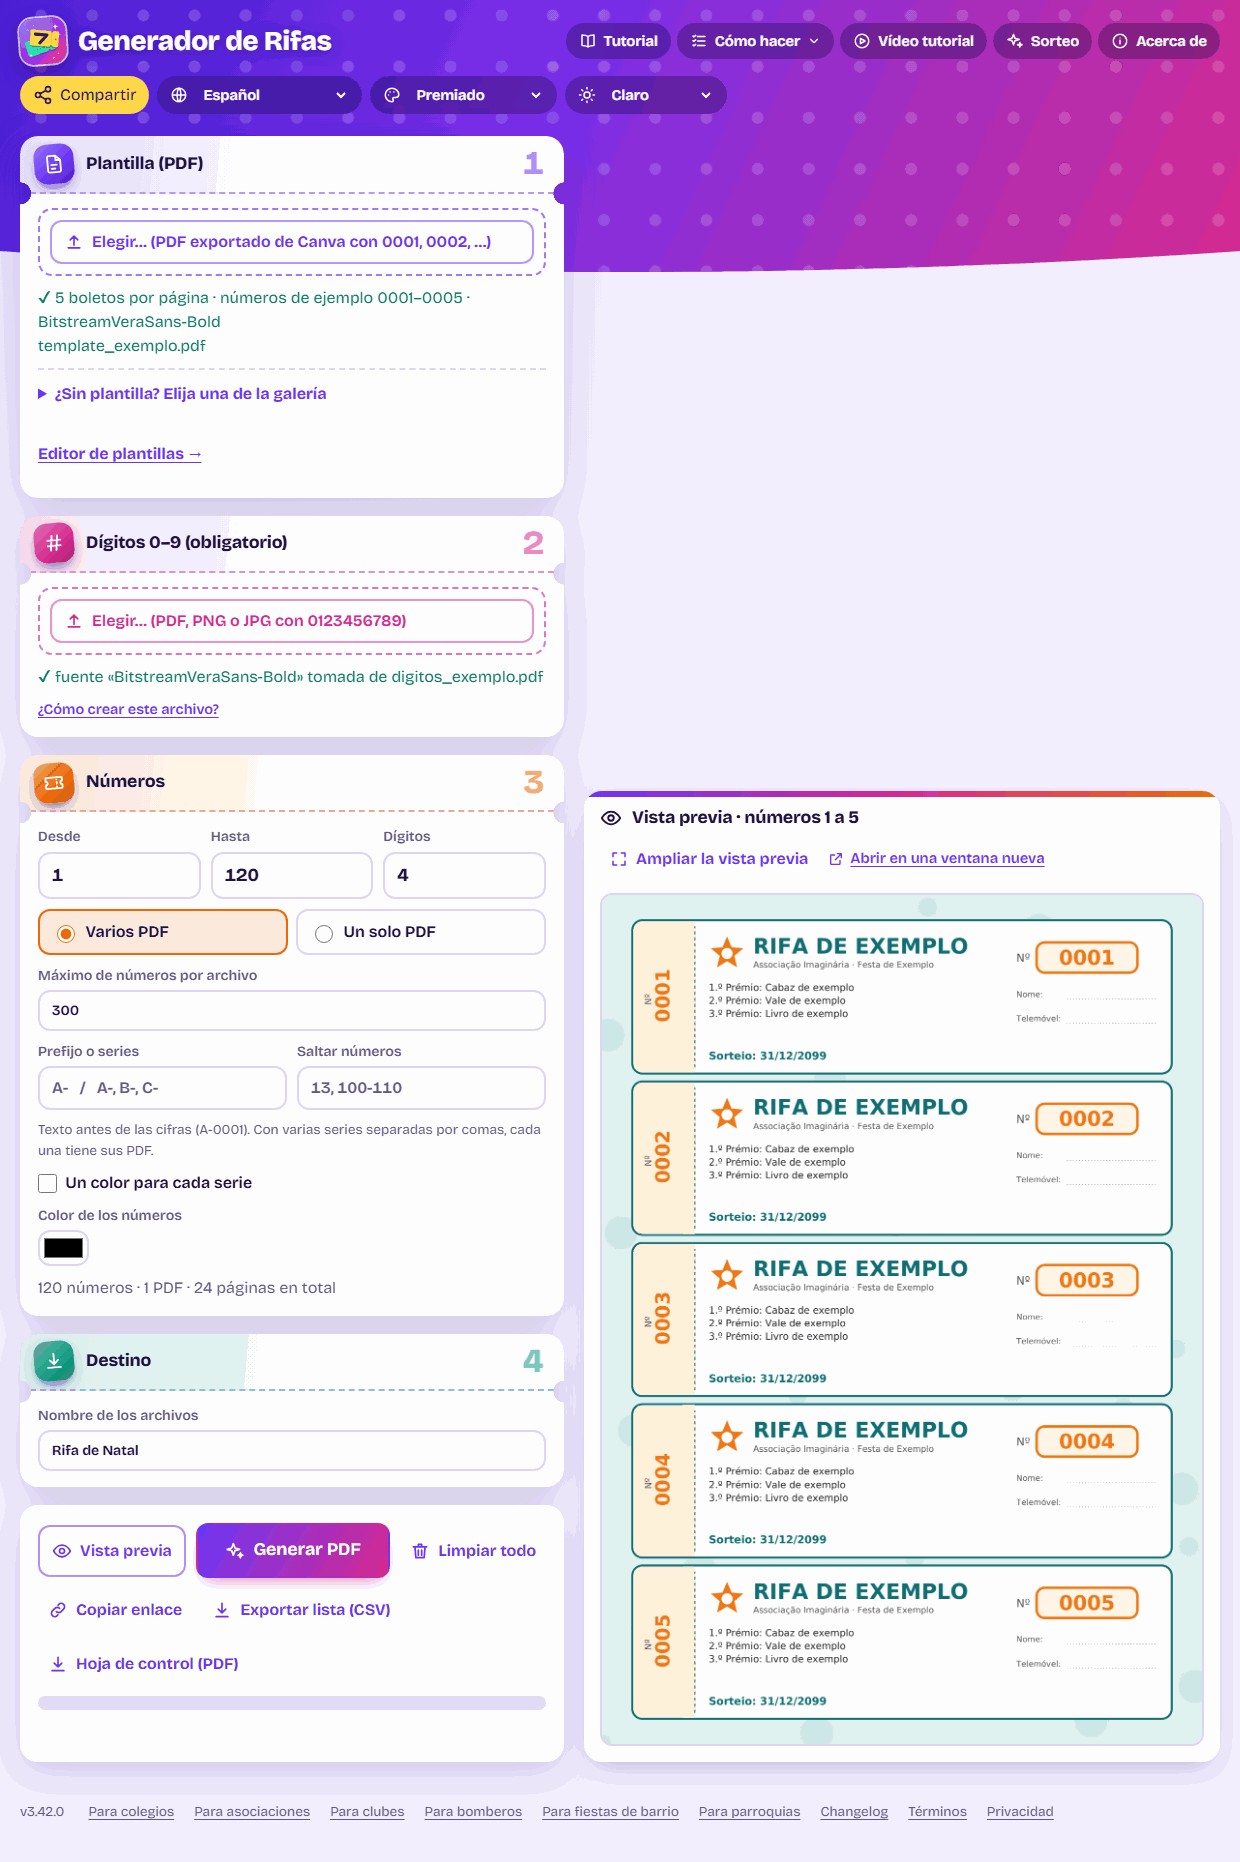 Generador de Rifas
Tutorial
Cómo hacer
Vídeo tutorial
Sorteo
Acerca de
Compartir
Español
Premiado
Claro
Plantilla (PDF)
1
Elegir... (PDF exportado de Canva con 0001, 0002, ...)
✓ 5 boletos por página · números de ejemplo 0001–0005 ·
BitstreamVeraSans-Bold
template_exemplo.pdf
¿Sin plantilla? Elija una de la galería
Editor de plantillas →
Dígitos 0–9 (obligatorio)
2
Elegir... (PDF, PNG o JPG con 0123456789)
✓ fuente «BitstreamVeraSans-Bold» tomada de digitos_exemplo.pdf
¿Cómo crear este archivo?
Números
3
Desde
Hasta
Dígitos
1
120
4
Varios PDF
Un solo PDF
Máximo de números por archivo
300
Prefijo o series
Saltar números
A- / A-, B-, C-
13, 100-110
Texto antes de las cifras (A-0001). Con varias series separadas por comas, cada
una tiene sus PDF.
Un color para cada serie
Color de los números
120 números · 1 PDF · 24 páginas en total
Destino
4
Nombre de los archivos
Rifa de Natal
Vista previa
Generar PDF
Limpiar todo
Copiar enlace
Exportar lista (CSV)
Hoja de control (PDF)
Vista previa · números 1 a 5
Ampliar la vista previa
Abrir en una ventana nueva
Nº 0001
RIFA DE EXEMPLO
Associação Imaginária · Festa de Exemplo
1.º Prémio: Cabaz de exemplo
2.º Prémio: Vale de exemplo
3.º Prémio: Livro de exemplo
Sorteio: 31/12/2099
Nº 0001
Nome:
Telemóvel:
Nº 0002
RIFA DE EXEMPLO
Associação Imaginária · Festa de Exemplo
1.º Prémio: Cabaz de exemplo
2.º Prémio: Vale de exemplo
3.º Prémio: Livro de exemplo
Sorteio: 31/12/2099
Nº 0002
Nome:
Telemóvel:
Nº 0003
RIFA DE EXEMPLO
Associação Imaginária · Festa de Exemplo
1.º Prémio: Cabaz de exemplo
2.º Prémio: Vale de exemplo
3.º Prémio: Livro de exemplo
Sorteio: 31/12/2099
Nº 0003
Nome:
Telemóvel:
Nº 0004
RIFA DE EXEMPLO
Associação Imaginária · Festa de Exemplo
1.º Prémio: Cabaz de exemplo
2.º Prémio: Vale de exemplo
3.º Prémio: Livro de exemplo
Sorteio: 31/12/2099
Nº 0004
Nome:
Telemóvel:
Nº 0005
RIFA DE EXEMPLO
Associação Imaginária · Festa de Exemplo
1.º Prémio: Cabaz de exemplo
2.º Prémio: Vale de exemplo
3.º Prémio: Livro de exemplo
Sorteio: 31/12/2099
Nº 0005
Nome:
Telemóvel:
v3.42.0
Para colegios
Para asociaciones
Para clubes
Para bomberos
Para fiestas de barrio
Para parroquias
Changelog
Términos
Privacidad